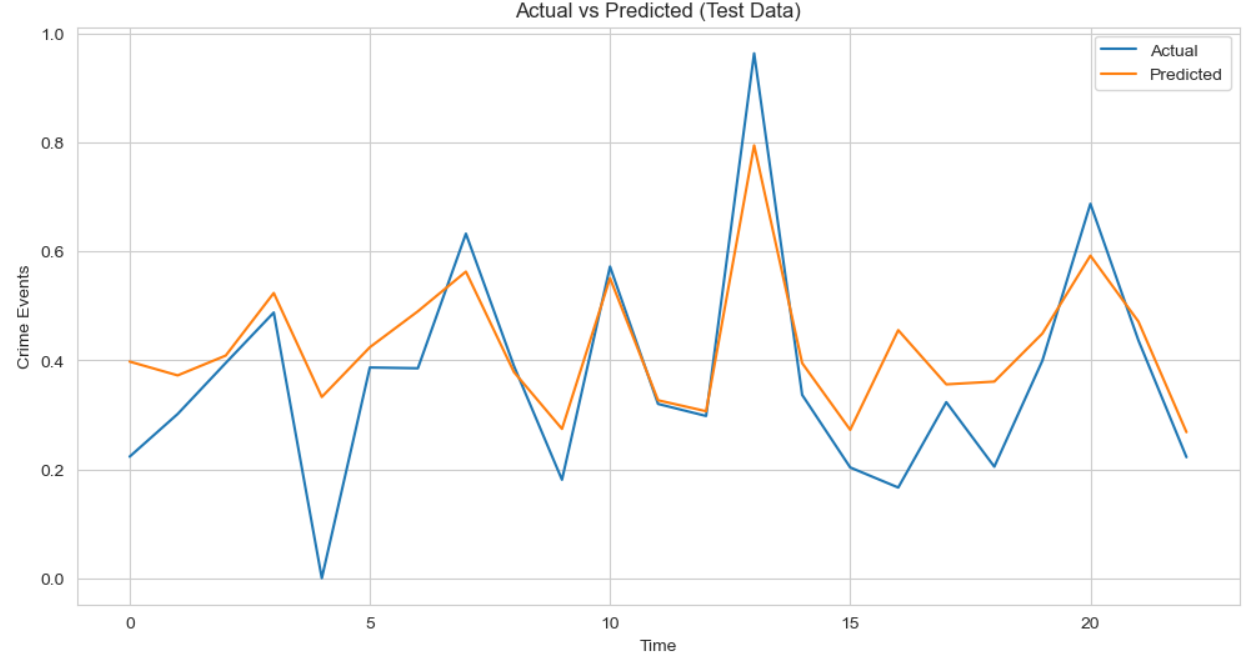 Actual vs Predicted (Test Data)
Actual
Predicted
Crime Events
1.0
0.8
0.6
0.4
0.2
0.0
0 5 10 15 20
Time